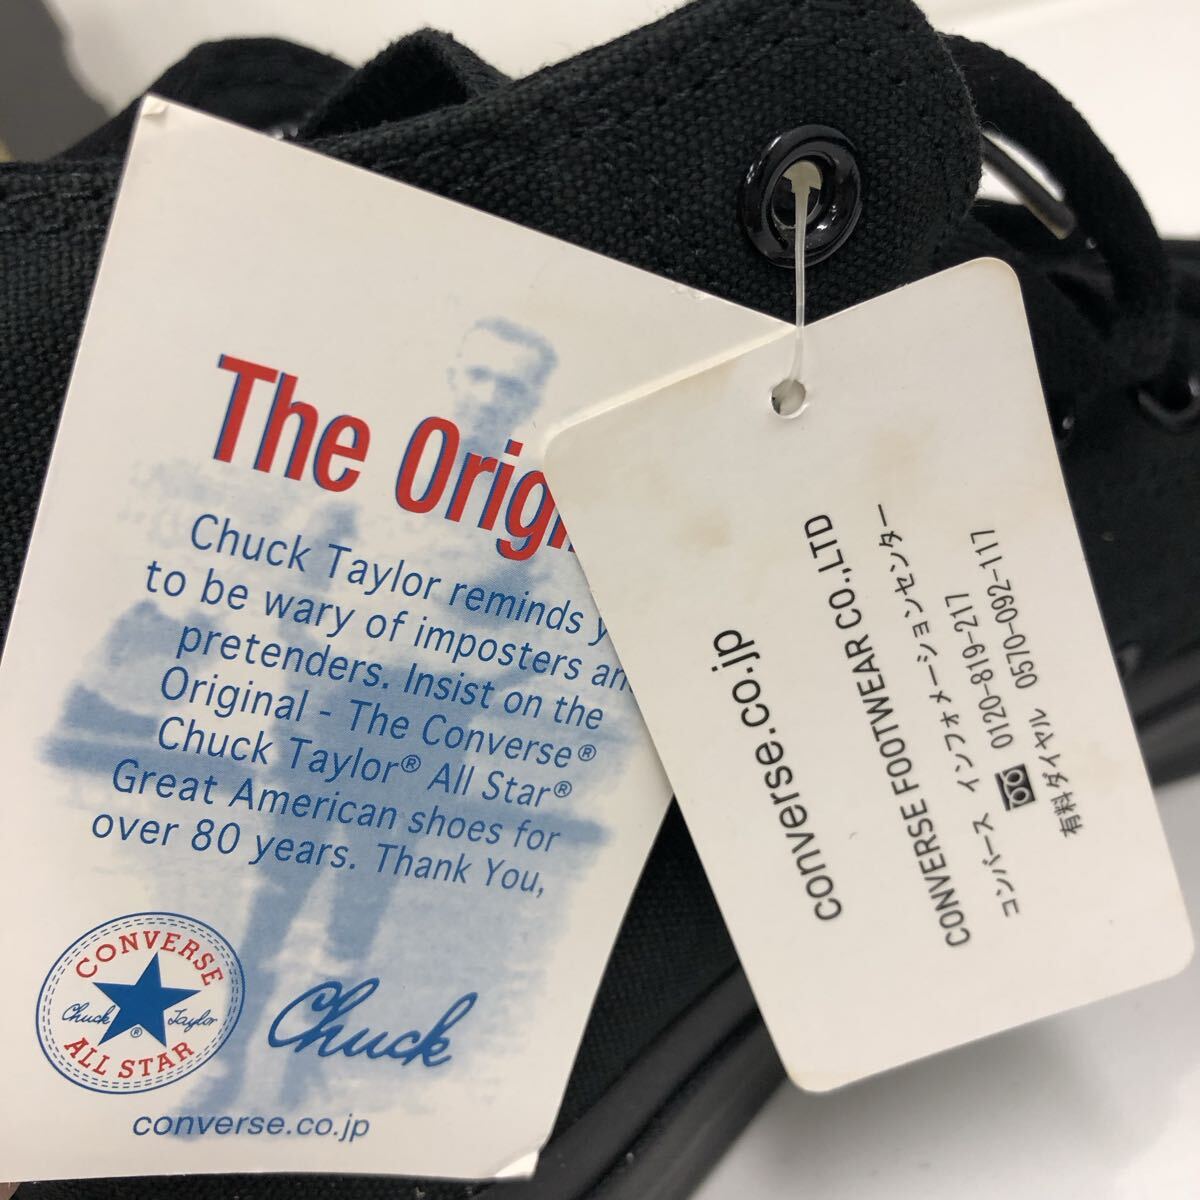 The Orig
Chuck Taylor reminds
to be wary of imposters
pretenders. Insist on the
Original - The Converse®
Chuck Taylor® All Star®
Great American shoes for
over 80 years. Thank You,
CONVERSE
Chuck Taylor
®
ALL STAR
Chuck
converse.co.jp
converse.co.jp
CONVERSE FOOTWEAR CO.,LTD
コンバース インフォメーションセンター
0120-819-217
有料ダイヤル 0570-092-117